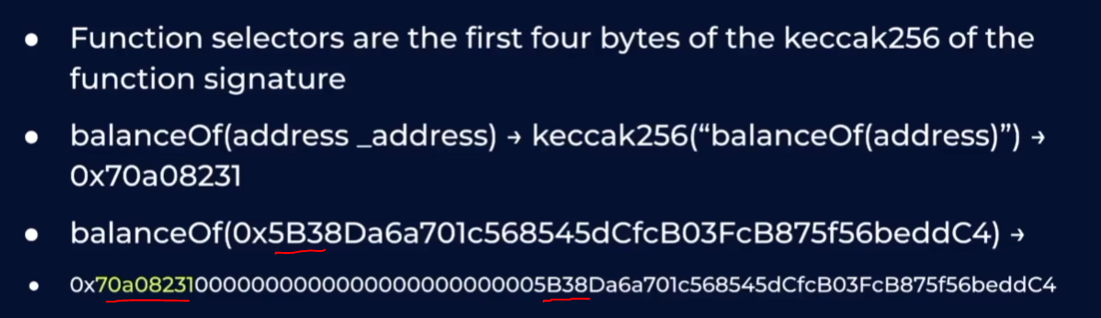 Function selectors are the first four bytes of the keccak256 of the
function signature
balanceOf(address _address) → keccak256(“balanceOf(address)”) →
0x70a08231
balanceOf(0x5B38Da6a701c568545dCfcB03FcB875f56beddC4) →
0x70a082310000000000000000000000005B38Da6a701c568545dCfcB03FcB875f56beddC4